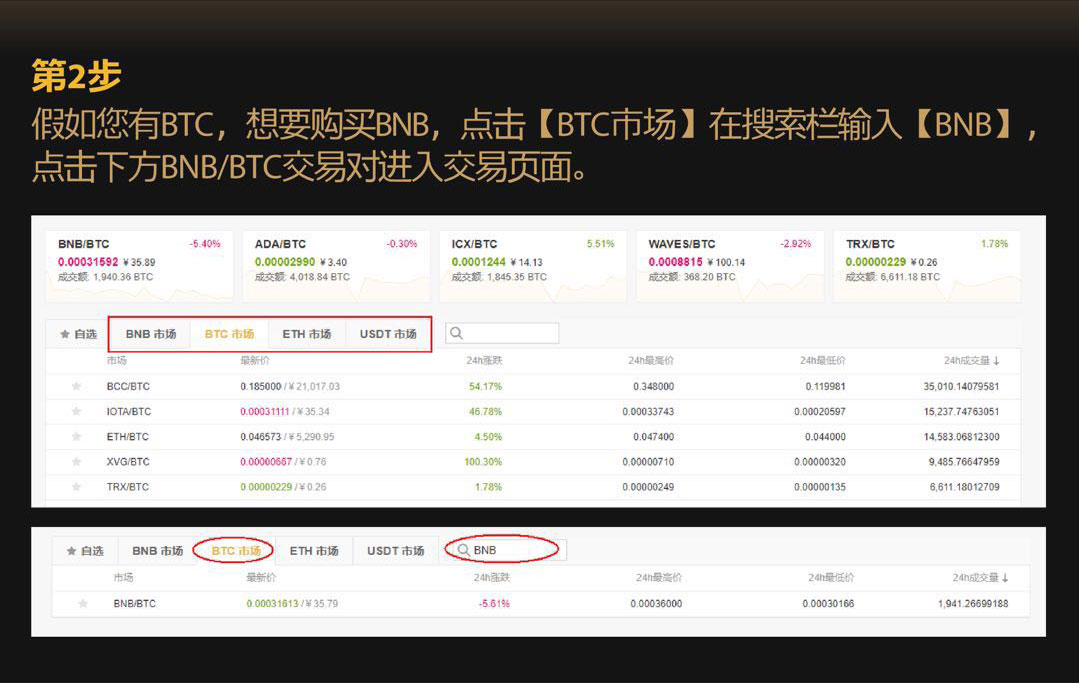 第2步
假如您有BTC，想要购买BNB，点击【BTC市场】在搜索栏输入【BNB】，
点击下方BNB/BTC交易对进入交易页面。
BNB/BTC -5.40% ADA/BTC -0.30% ICX/BTC 5.51% WAVES/BTC -2.92% TRX/BTC 1.78%
0.00031592 ¥35.89 0.00002990 ¥3.40 0.0001244 ¥14.13 0.0008815 ¥100.14 0.00000229 ¥0.26
成交额: 1,940.36 BTC 成交额: 4,018.84 BTC 成交额: 1,845.35 BTC 成交额: 368.20 BTC 成交额: 6,611.18 BTC
自选 BNB 市场 BTC 市场 ETH 市场 USDT 市场
市场 最新价 24h涨跌 24h最高价 24h最低价 24h成交量↓
BCC/BTC 0.185000 / ¥21,017.03 54.17% 0.348000 0.119981 35,010.14079581
IOTA/BTC 0.00031111 / ¥35.34 46.78% 0.00033743 0.00020597 15,237.74763051
ETH/BTC 0.046573 / ¥5,290.95 4.50% 0.047400 0.044000 14,583.06812300
XVG/BTC 0.00000667 / ¥0.76 100.30% 0.00000710 0.00000320 9,485.76647959
TRX/BTC 0.00000229 / ¥0.26 1.78% 0.00000249 0.00000135 6,611.18012709
自选 BNB 市场 BTC 市场 ETH 市场 USDT 市场 BNB
市场 最新价 24h涨跌 24h最高价 24h最低价 24h成交量↓
BNB/BTC 0.00031613 / ¥35.79 -5.61% 0.00036000 0.00030166 1,941.26699188